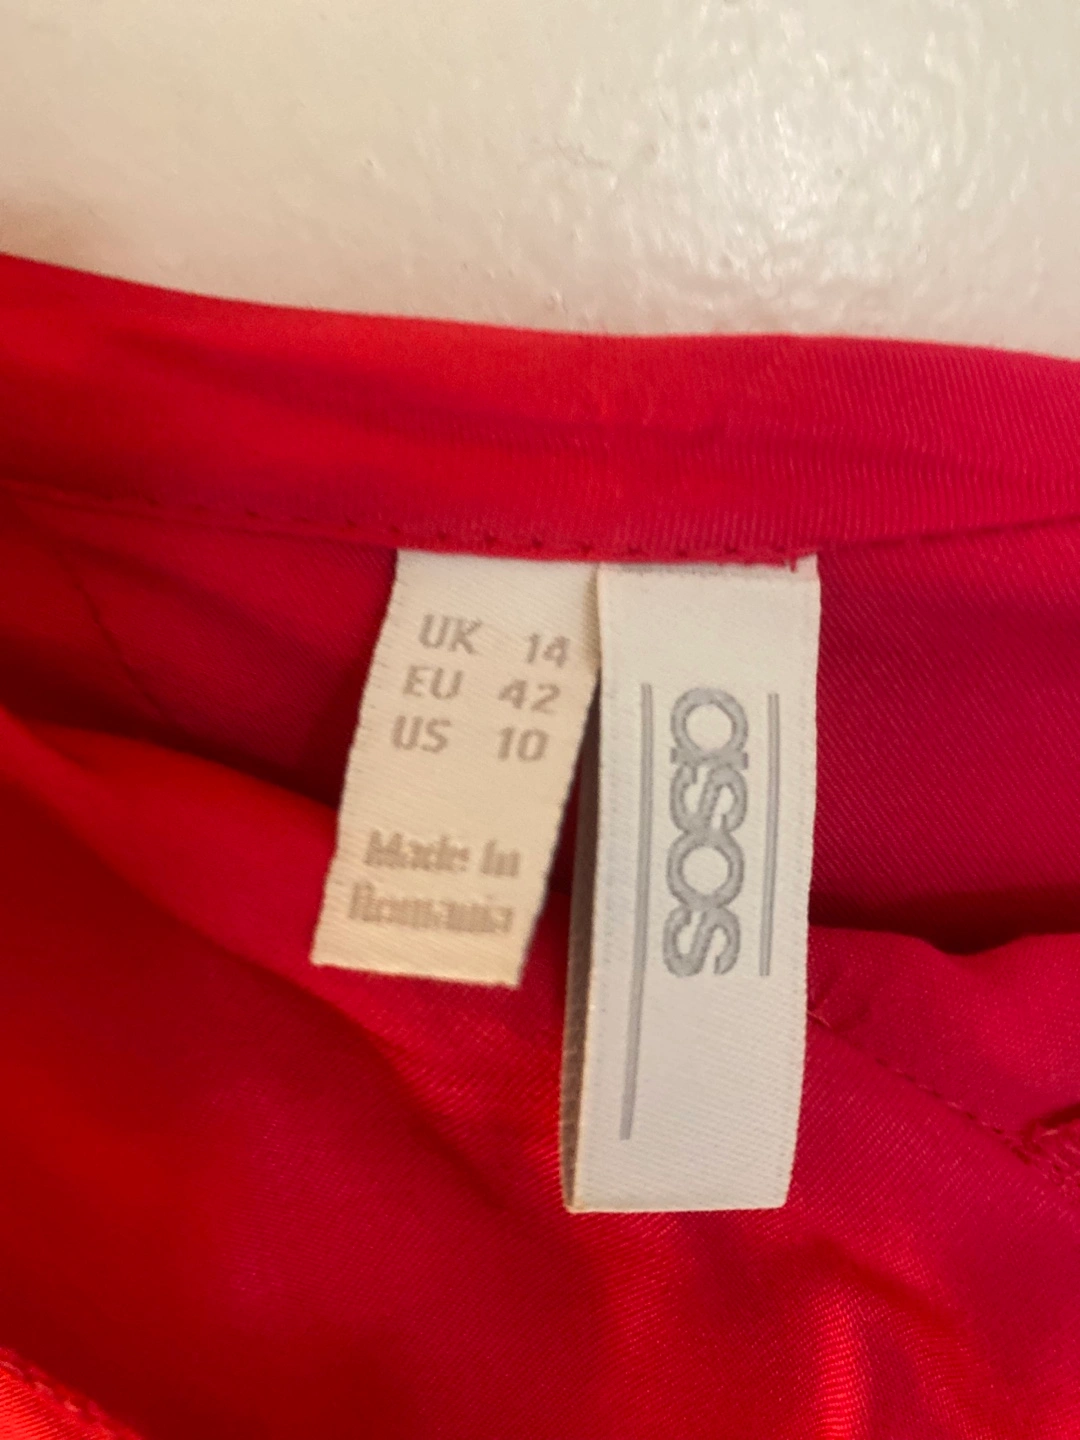 UK 14
EU 42
US 10
Made In
Romania
asos